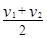 v₁ + v₂
2